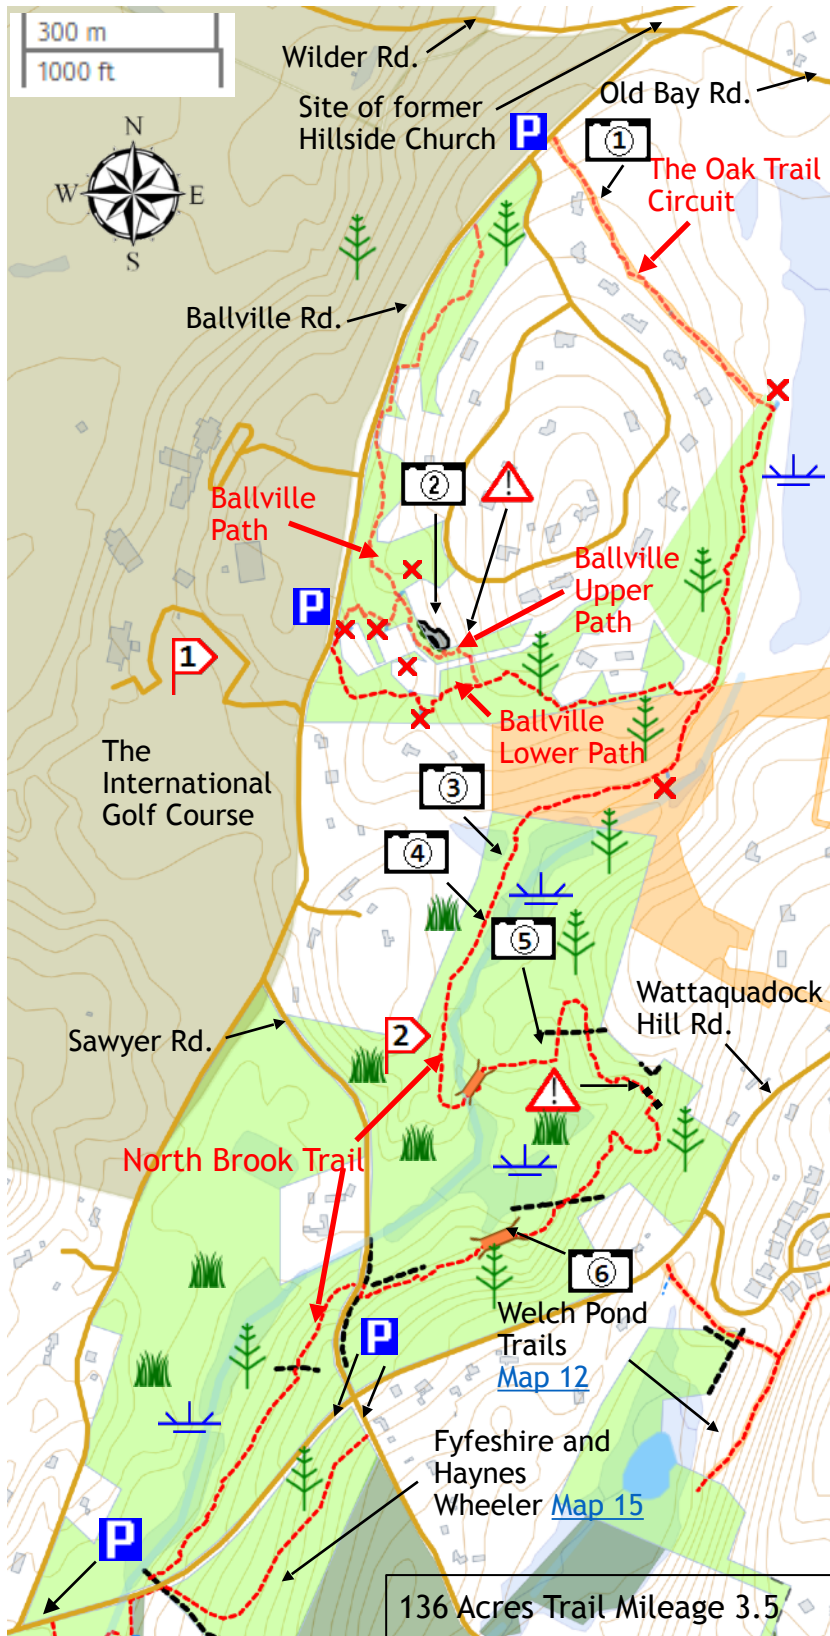 300 m
1000 ft
Wilder Rd.
Old Bay Rd.
Site of former
Hillside Church
P
1
The Oak Trail
Circuit
N
W
E
S
Ballville Rd.
2
!
Ballville
Path
Ballville
Upper
Path
P
1
Ballville
Lower Path
The
International
Golf Course
3
4
5
Wattaquadock
Hill Rd.
Sawyer Rd.
2
!
North Brook Trail
6
P
Welch Pond
Trails
Map 12
Fyfeshire and
Haynes
Wheeler Map 15
P
136 Acres Trail Mileage 3.5